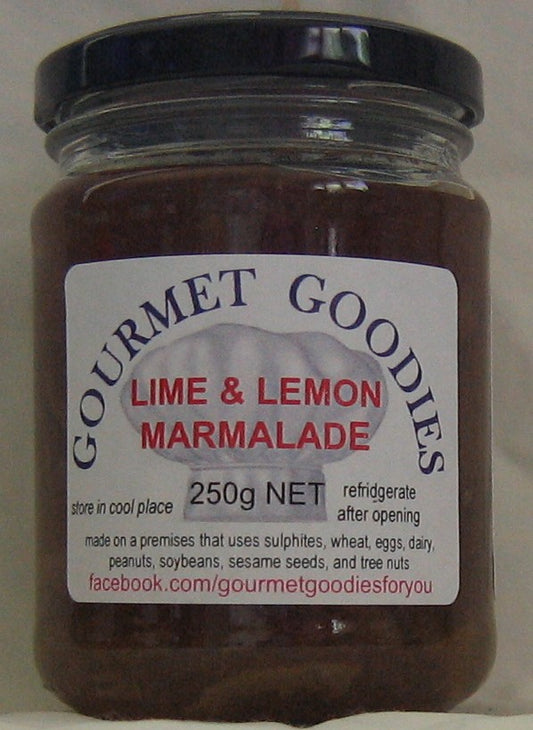 GOURMET GOODIES
LIME & LEMON
MARMALADE
250g NET
store in cool place
refridgerate
after opening
made on a premises that uses sulphites, wheat, eggs, dairy,
peanuts, soybeans, sesame seeds, and tree nuts
facebook.com/gourmetgoodiesforyou